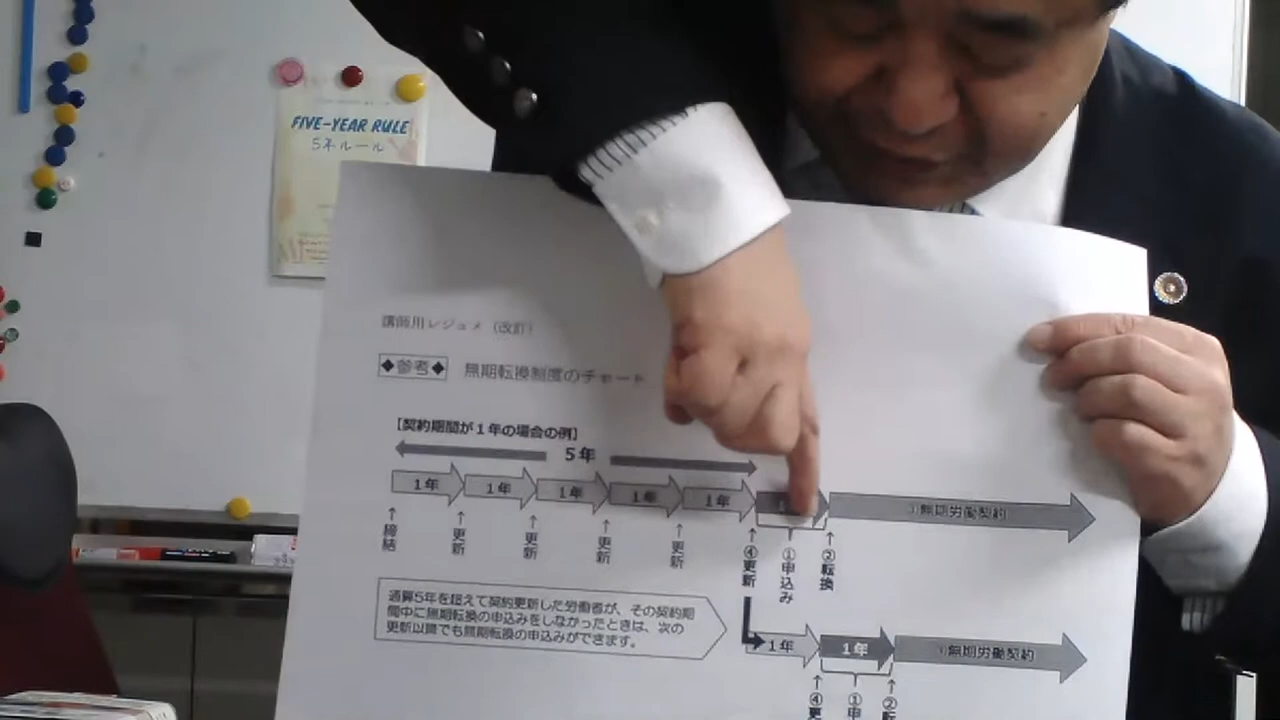 FIVE-YEAR RULE
5年ルール
講師用レジュメ（改訂）
◆参考◆ 無期転換制度のチャート
【契約期間が1年の場合の例】
5年
1年 1年 1年 1年 1年 無期労働契約
↑締結 ↑更新 ↑更新 ↑更新 ↑更新 ↑④更新 ①申込み ↑②転換
通算5年を超えて契約更新した労働者が、その契約期
間中に無期転換の申込みをしなかったときは、次の
更新以降でも無期転換の申込みができます。
1年 1年 無期労働契約
↑④更 ①申 ↑②転